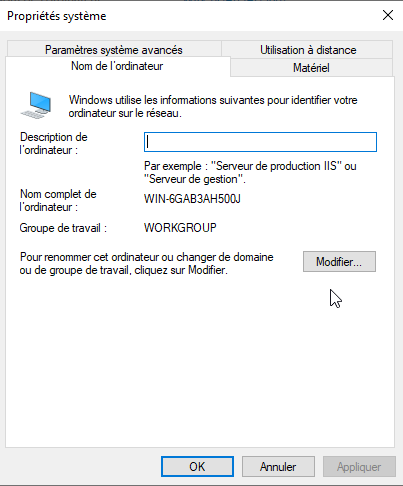 Propriétés système
Paramètres système avancés
Utilisation à distance
Nom de l'ordinateur
Matériel
Windows utilise les informations suivantes pour identifier votre
ordinateur sur le réseau.
Description de
l'ordinateur :
Par exemple : "Serveur de production IIS" ou
"Serveur de gestion".
Nom complet de
l'ordinateur :
WIN-6GAB3AH500J
Groupe de travail :
WORKGROUP
Pour renommer cet ordinateur ou changer de domaine
ou de groupe de travail, cliquez sur Modifier.
Modifier...
OK
Annuler
Appliquer